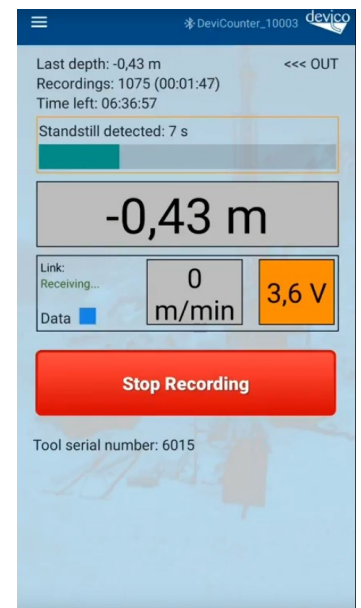 DeviCounter_10003 devico
Last depth: -0,43 m <<< OUT
Recordings: 1075 (00:01:47)
Time left: 06:36:57
Standstill detected: 7 s
-0,43 m
Link:
Receiving...
Data
0
m/min
3,6 V
Stop Recording
Tool serial number: 6015